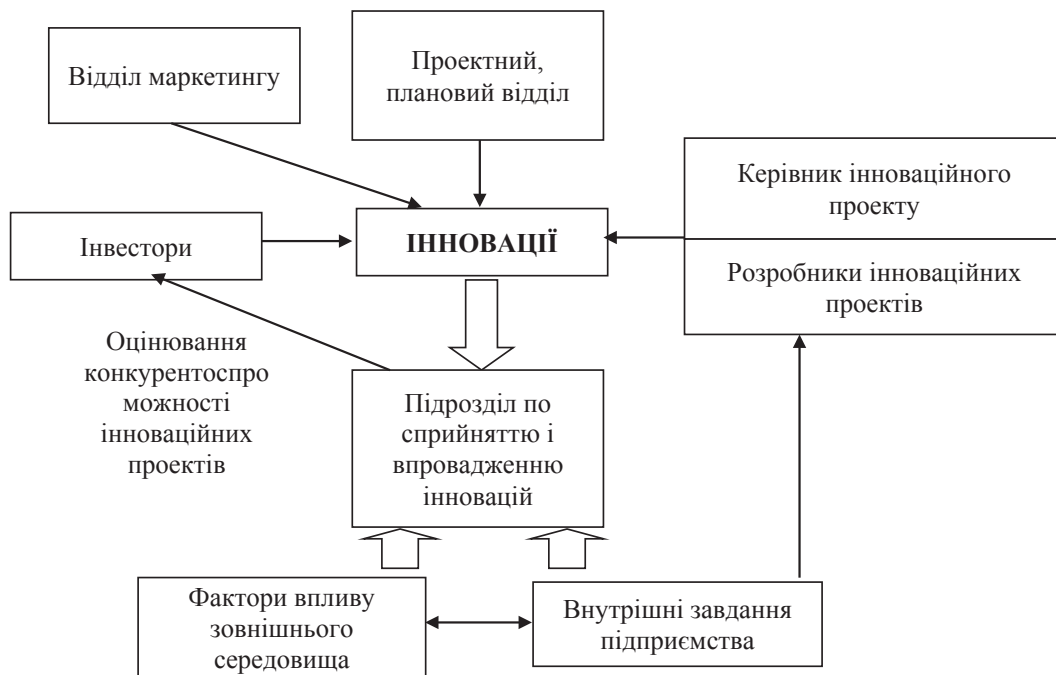 Відділ маркетингу
Проектний,
плановий відділ
Керівник інноваційного
проекту
Інвестори
ІННОВАЦІЇ
Розробники інноваційних
проектів
Оцінювання
конкурентоспро
можності
інноваційних
проектів
Підрозділ по
сприйняттю і
впровадженню
інновацій
Фактори впливу
зовнішнього
середовища
Внутрішні завдання
підприємства